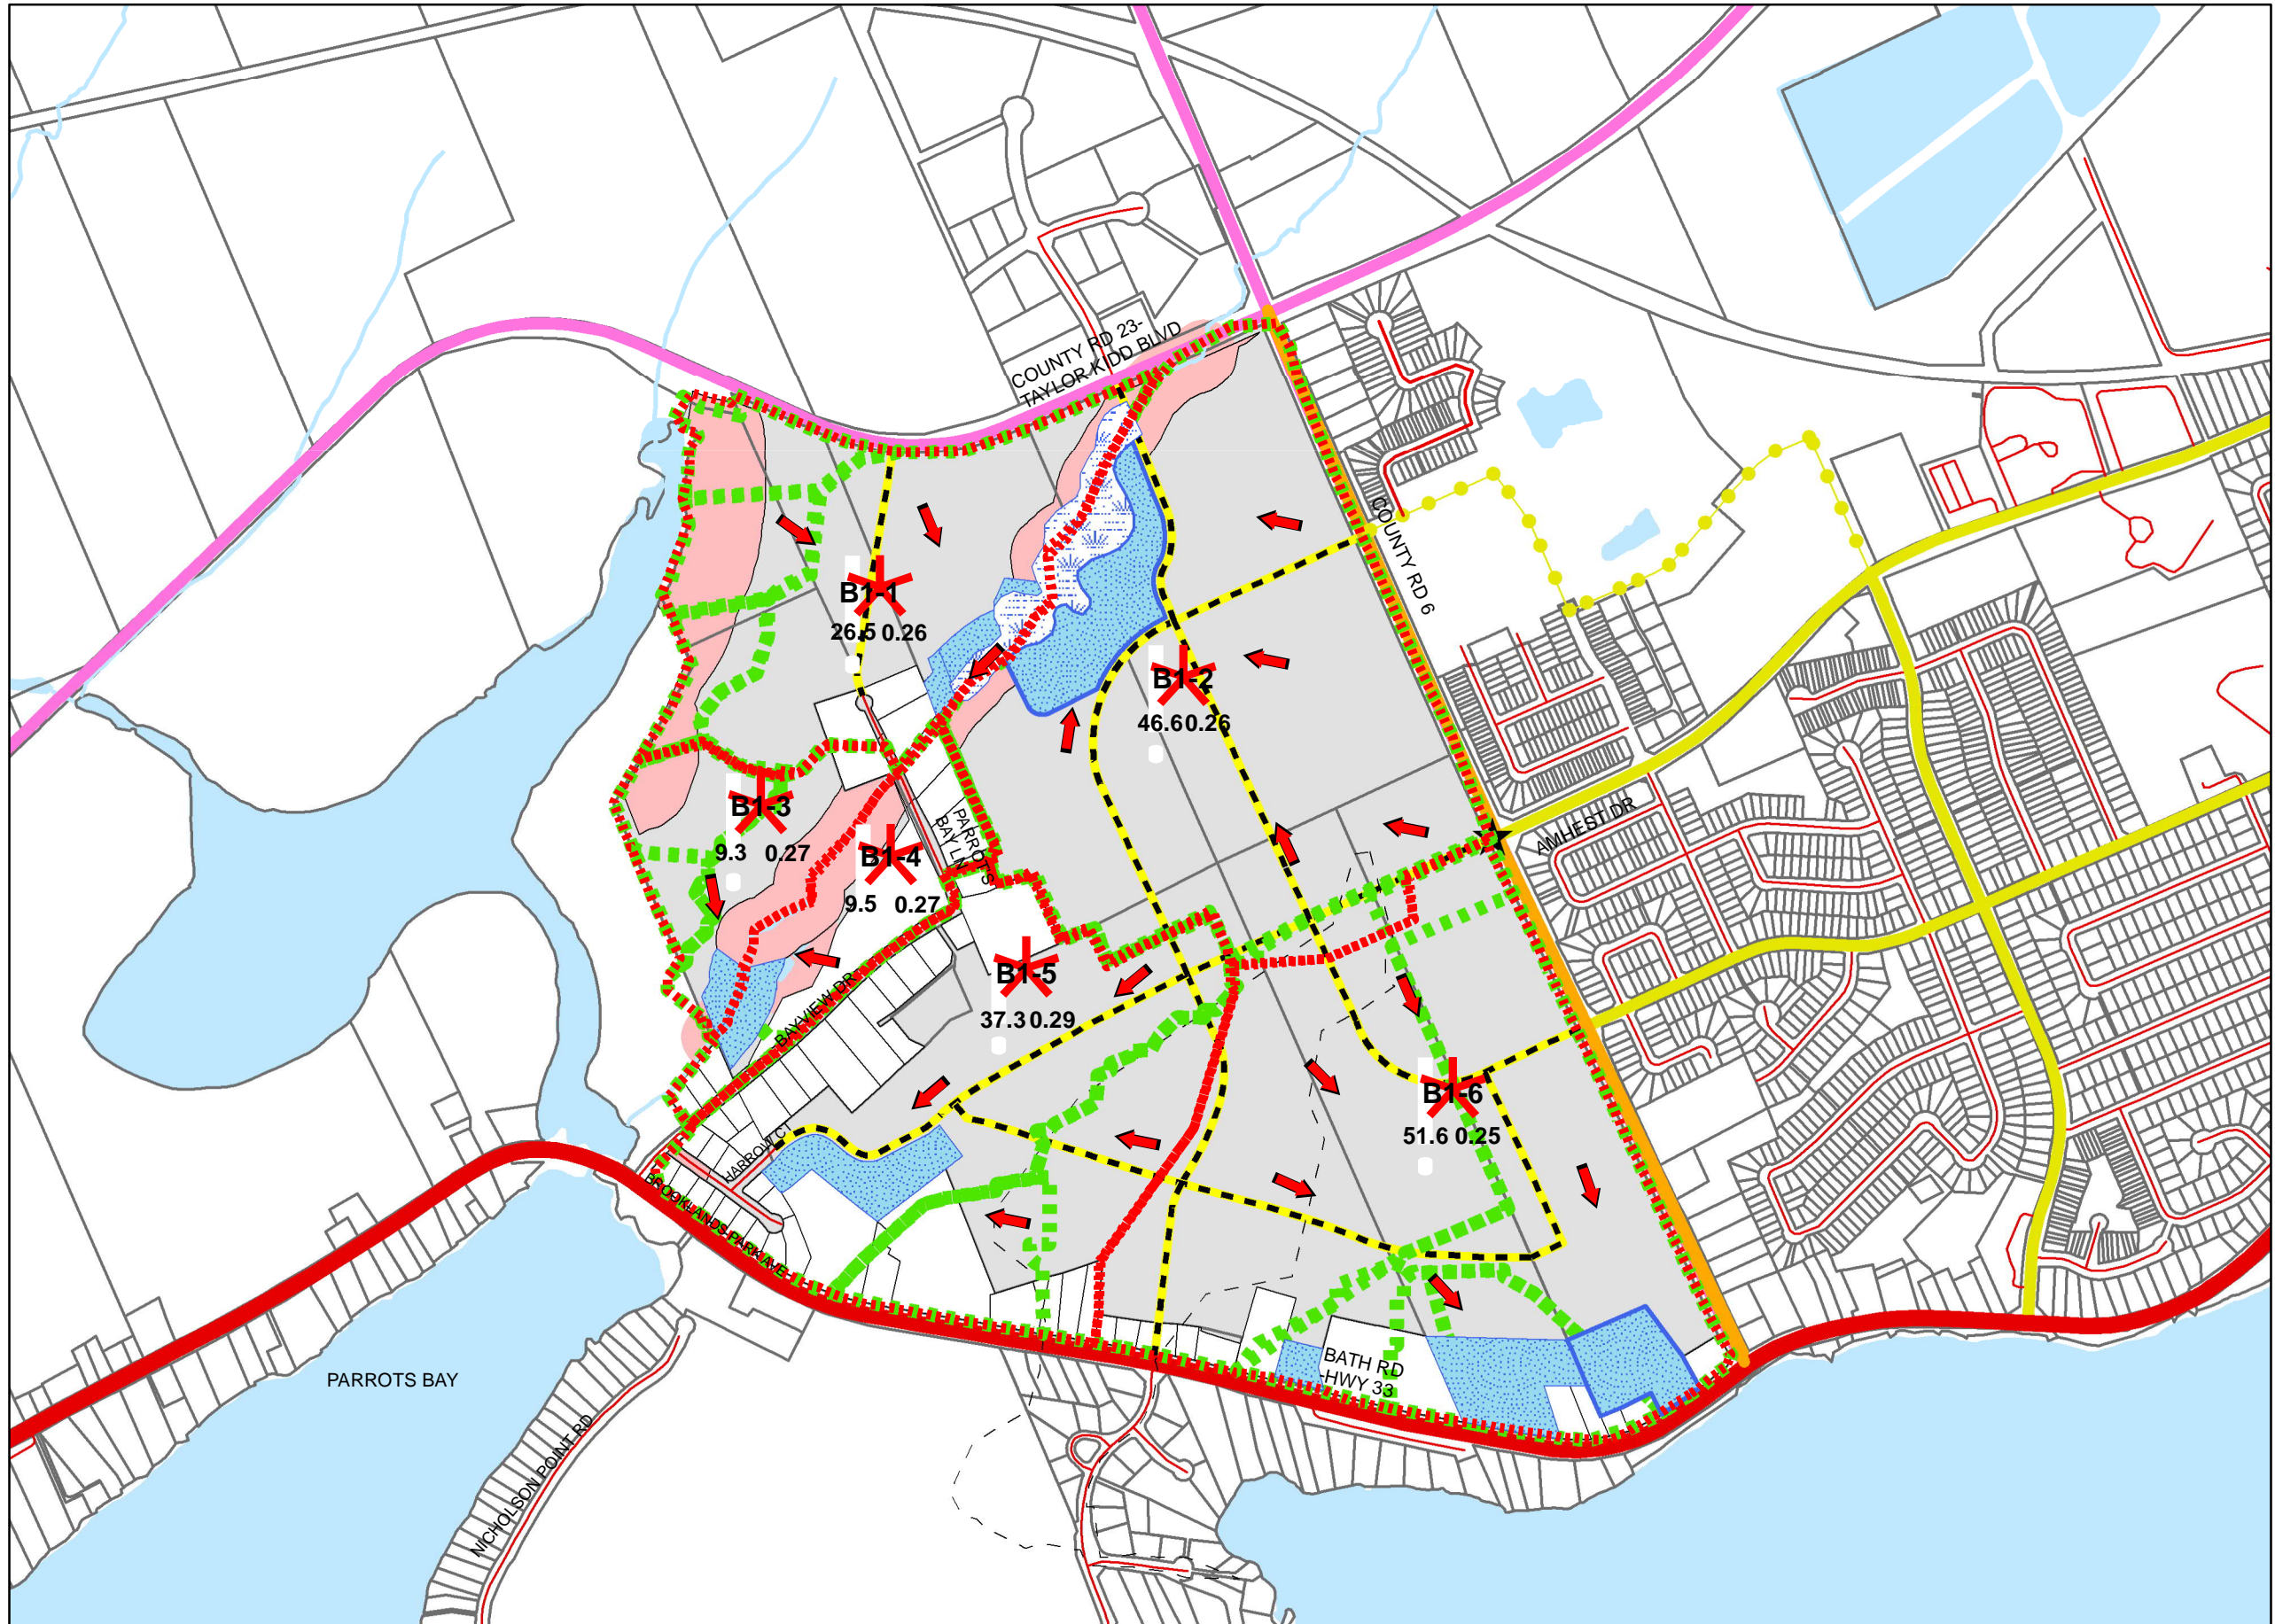 COUNTY RD 23-
TAYLOR KIDD BLVD
COUNTY RD 6
B1-1
26.5 0.26
B1-2
46.6 0.26
B1-3
9.3 0.27
B1-4
9.5 0.27
PARROTS
BAY LN
AMHEST DR
B1-5
37.3 0.29
BAYVIEW DR
B1-6
51.6 0.25
HARROW CT
BROOKLANDS PARK AVE
BATH RD
-HWY 33
PARROTS BAY
NICHOLSON POINT RD